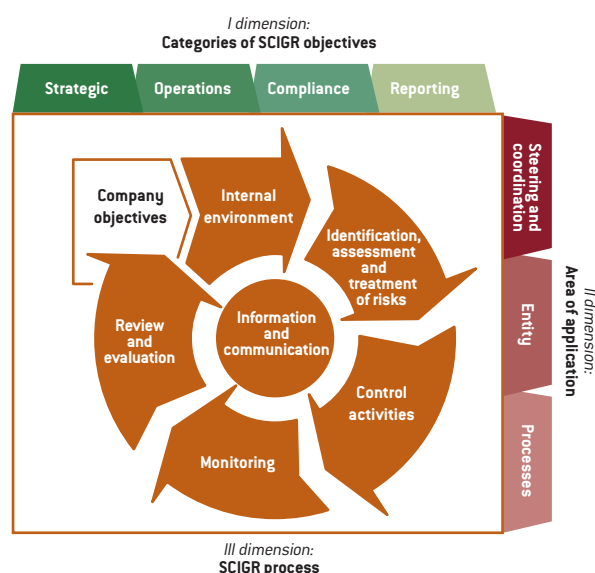 I dimension:
Categories of SCIGR objectives
Strategic
Operations
Compliance
Reporting
Steering and
coordination
Entity
Processes
II dimension:
Area of application
Company
objectives
Internal
environment
Identification,
assessment
and
treatment
of risks
Control
activities
Monitoring
Review
and
evaluation
Information
and
communication
III dimension:
SCIGR process